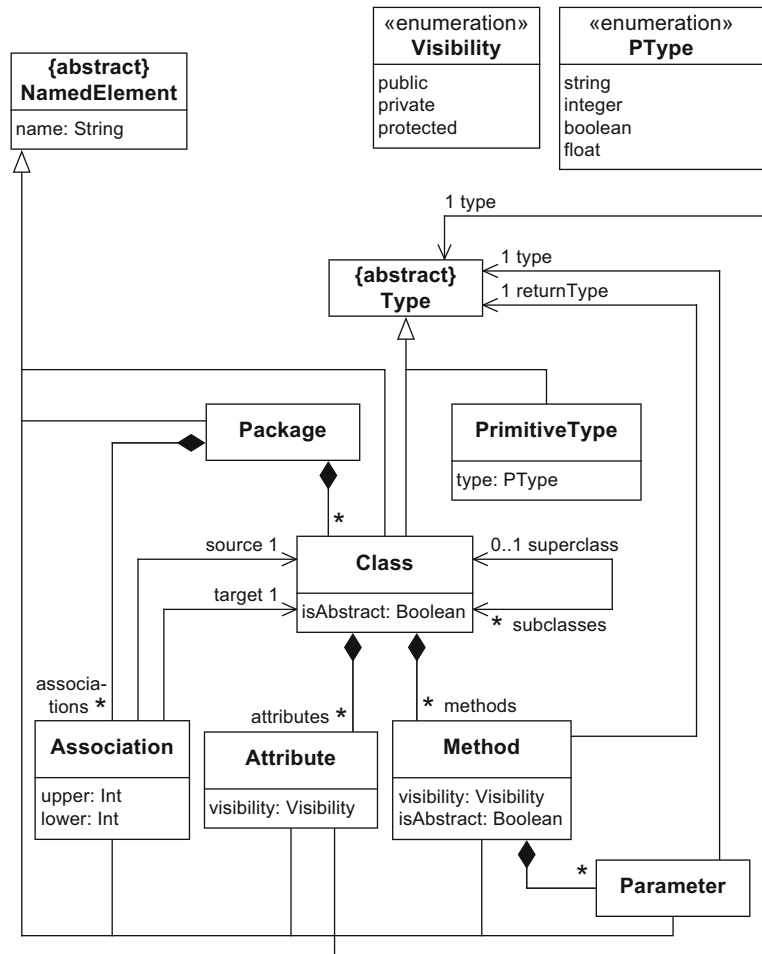 «enumeration»
Visibility
public
private
protected
«enumeration»
PType
string
integer
boolean
float
{abstract}
NamedElement
name: String
1 type
{abstract}
Type
1 type
1 returnType
Package
PrimitiveType
type: PType
*
source 1
Class
isAbstract: Boolean
0..1 superclass
target 1
* subclasses
associa-
tions *
attributes *
* methods
Association
upper: Int
lower: Int
Attribute
visibility: Visibility
Method
visibility: Visibility
isAbstract: Boolean
*
Parameter